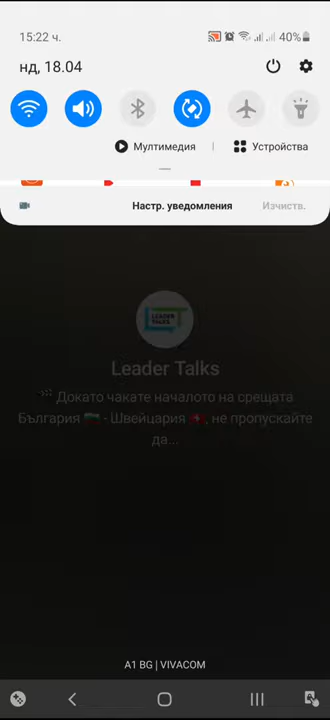 15:22 ч.
40%
нд, 18.04
Мултимедия
Устройства
Настр. уведомления
Изчиств.
LEADER
TALKS
Leader Talks
Докато чакате началото на срещата
България 🇧🇬 - Швейцария 🇨🇭, не пропускайте
да...
A1 BG | VIVACOM